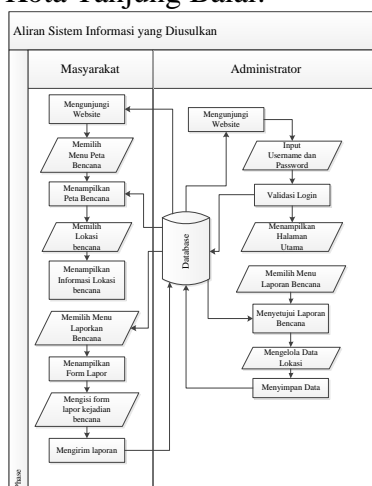 Kota Tanjung Balai.
Aliran Sistem Informasi yang Diusulkan
Masyarakat
Administrator
Mengunjungi
Website
Memilih
Menu Peta
Bencana
Menampilkan
Peta Bencana
Memilih
Lokasi
bencana
Menampilkan
Informasi Lokasi
bencana
Memilih Menu
Laporkan
Bencana
Menampilkan
Form Lapor
Mengisi form
lapor kejadian
bencana
Mengirim laporan
Database
Mengunjungi
Website
Input
Username dan
Password
Validasi Login
Menampilkan
Halaman
Utama
Memilih Menu
Laporan Bencana
Menyetujui Laporan
Bencana
Mengelola Data
Lokasi
Menyimpan Data
Phase